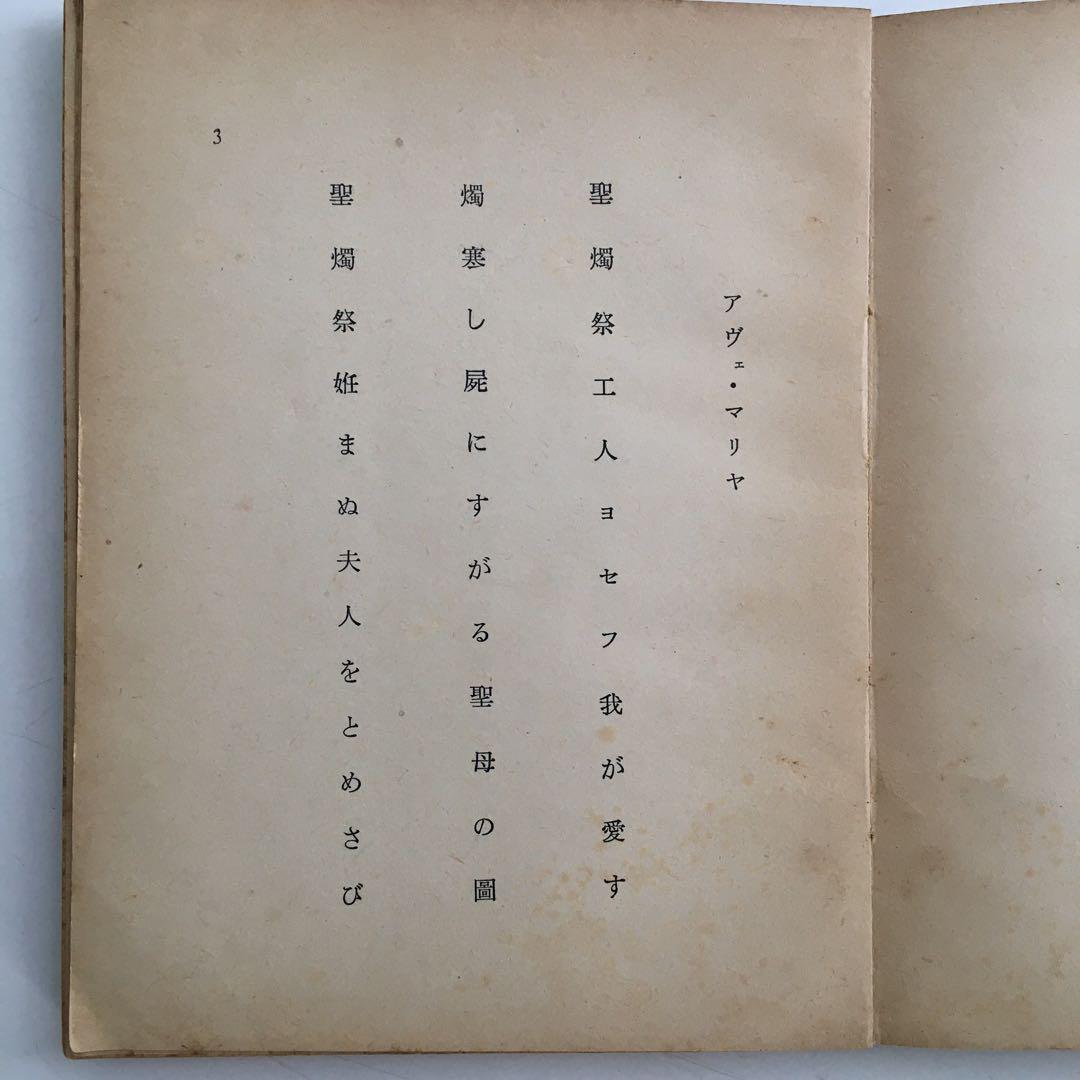 アヴェ・マリヤ
聖燭祭工人ヨセフ我が愛す
燭寒し屍にすがる聖母の圖
聖燭祭姙まぬ夫人をとめさび
3